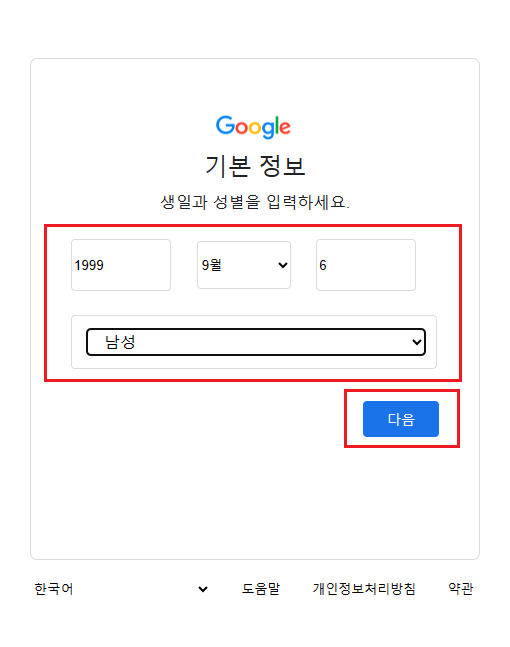 Google
기본 정보
생일과 성별을 입력하세요.
1999 9월 6
남성
다음
한국어 도움말 개인정보처리방침 약관